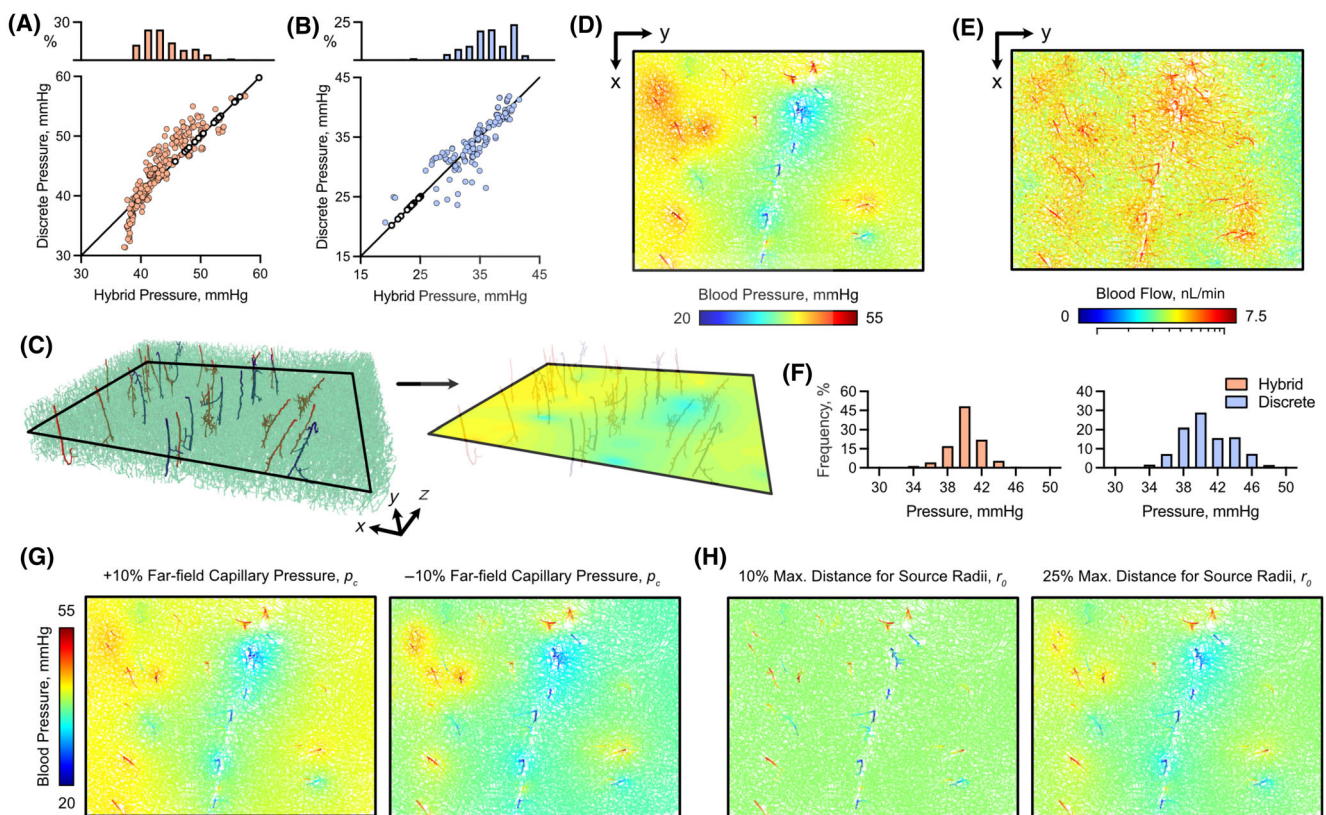 (A)
30
%
60
50
40
30
30
40
50
60
Discrete Pressure, mmHg
Hybrid Pressure, mmHg
(B)
25
%
45
35
25
15
15
25
35
45
Discrete Pressure, mmHg
Hybrid Pressure, mmHg
(D)
y
x
Blood Pressure, mmHg
20
55
(E)
y
x
Blood Flow, nL/min
0
7.5
(C)
x
y
z
(F)
Hybrid
Discrete
Frequency, %
60
45
30
15
0
30
34
38
42
46
50
Pressure, mmHg
40
30
20
10
0
30
34
38
42
46
50
Pressure, mmHg
(G)
+10% Far-field Capillary Pressure, pc
−10% Far-field Capillary Pressure, pc
55
Blood Pressure, mmHg
20
(H)
10% Max. Distance for Source Radii, r0
25% Max. Distance for Source Radii, r0